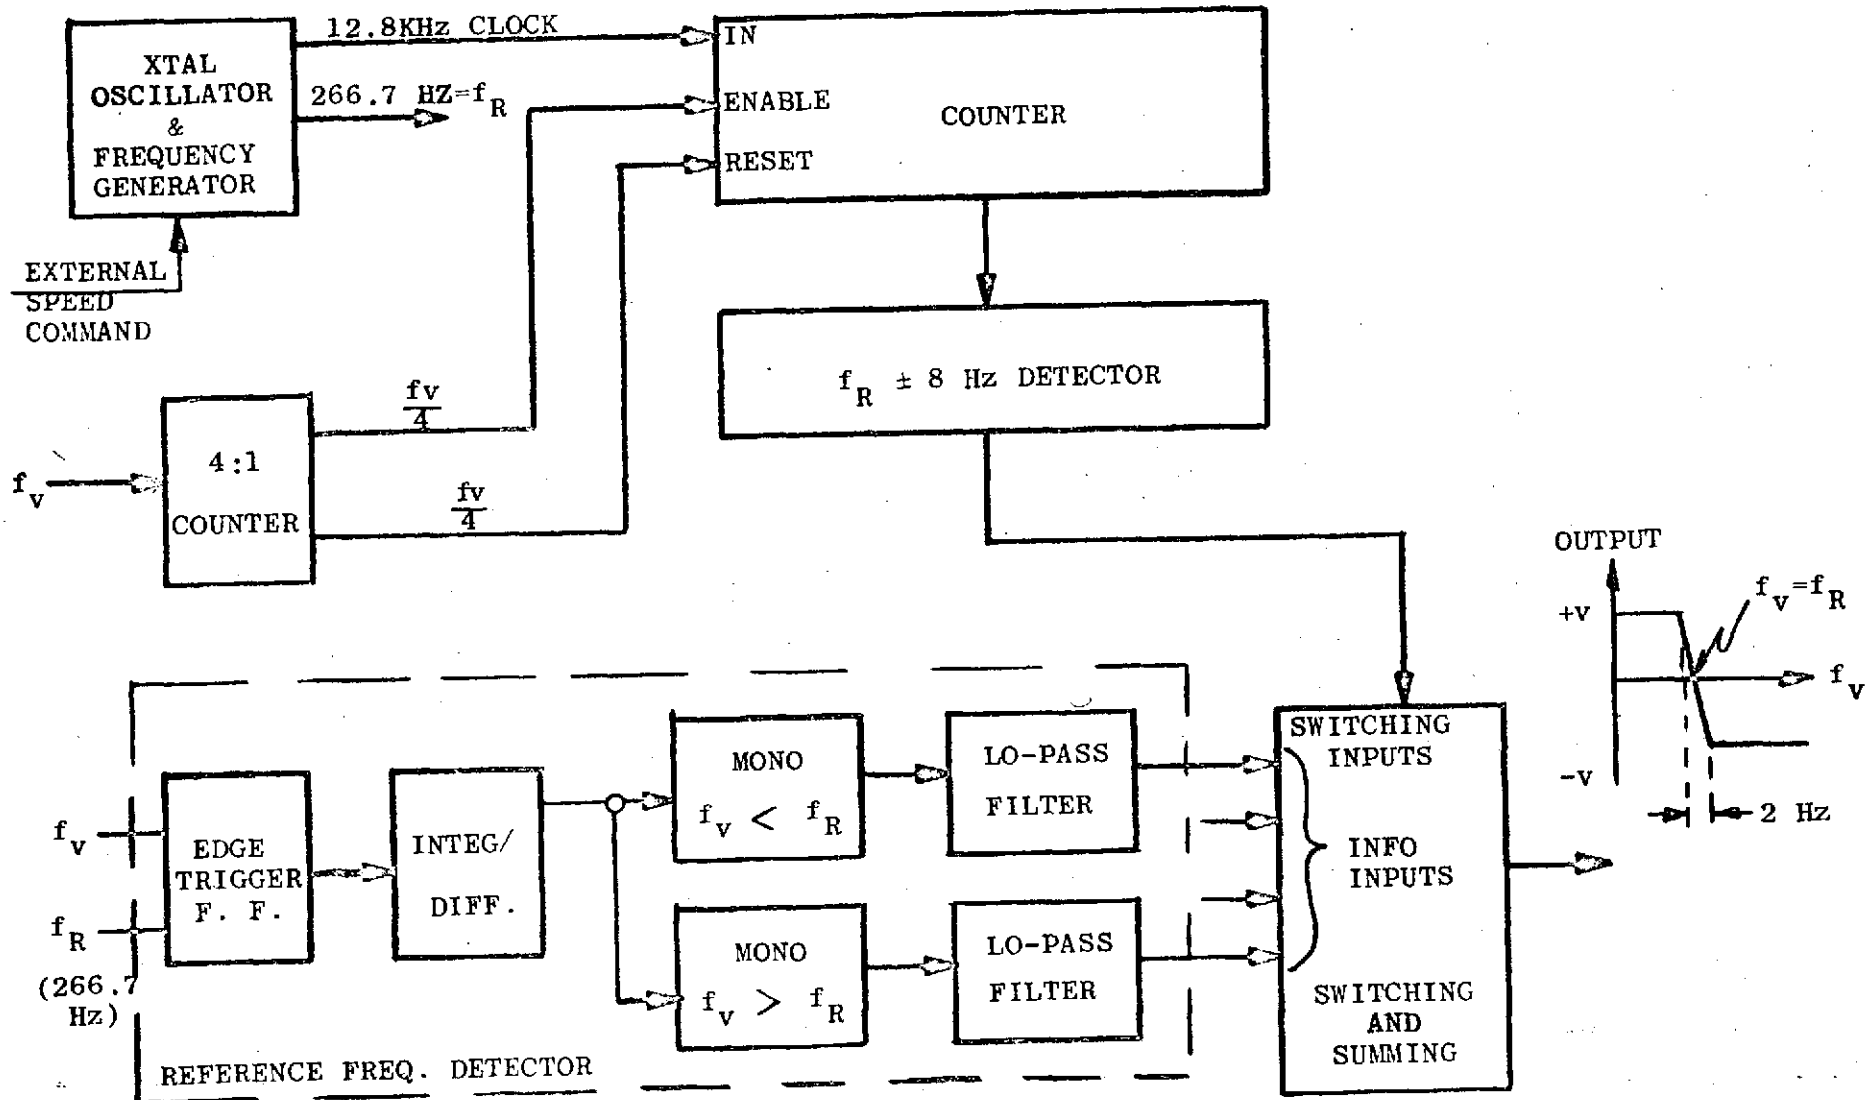 12.8KHz CLOCK
XTAL
OSCILLATOR
&
FREQUENCY
GENERATOR
266.7 HZ=fR
IN
ENABLE
RESET
COUNTER
EXTERNAL
SPEED
COMMAND
fR ± 8 Hz DETECTOR
fv
4:1
COUNTER
fv
4
fv
4
OUTPUT
+v
-v
fv=fR
fv
2 Hz
fv
fR
(266.7
Hz)
EDGE
TRIGGER
F. F.
INTEG/
DIFF.
MONO
fv < fR
LO-PASS
FILTER
MONO
fv > fR
LO-PASS
FILTER
REFERENCE FREQ. DETECTOR
SWITCHING
INPUTS
INFO
INPUTS
SWITCHING
AND
SUMMING